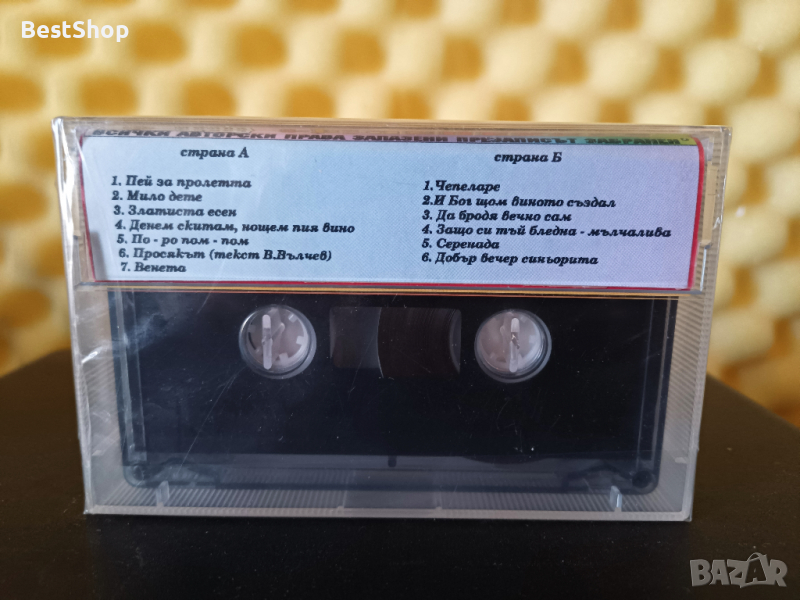 BestShop
ВСИЧКИ АВТОРСКИ ПРАВА ЗАПАЗЕНИ ПРЕЗАПИСЪТ ЗАБРАНЕН
страна А
1. Пей за пролетта
2. Мило дете
3. Златиста есен
4. Денем скитам, нощем пия вино
5. По - ро пом - пом
6. Просякът (текст В.Вълчев)
7. Венета
страна Б
1. Чепеларе
2.И Бог щом виното създал
3. Да бродя вечно сам
4. Защо си тъй бледна - мълчалива
5. Серенада
6. Добър вечер синьорита
BAZAR